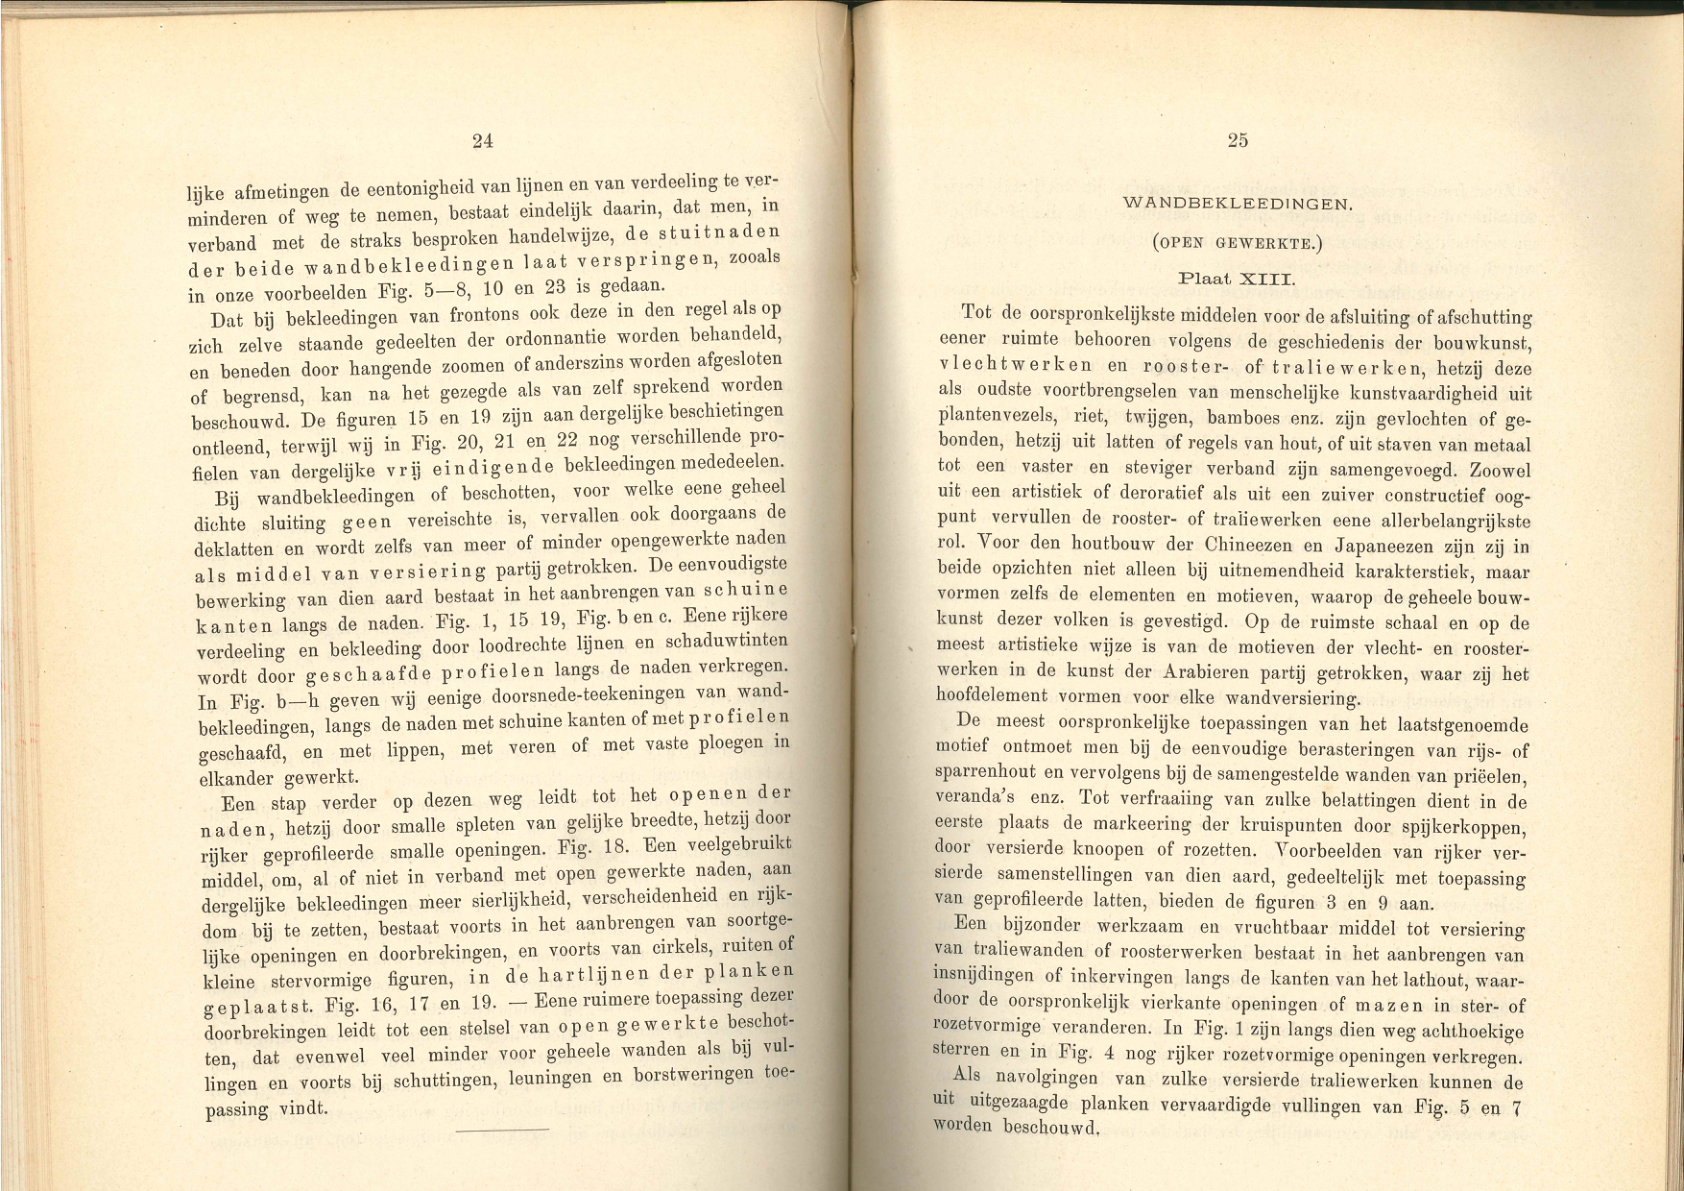 24
lijke afmetingen de eentonigheid van lijnen en van verdeeling te ver-
minderen of weg te nemen, bestaat eindelijk daarin, dat men, in
verband met de straks besproken handelwijze, de stuitnaden
der beide wandbekleedingen laat verspringen, zooals
in onze voorbeelden Fig. 5—8, 10 en 23 is gedaan.
Dat bij bekleedingen van frontons ook deze in den regel als op
zich zelve staande gedeelten der ordonnantie worden behandeld,
en beneden door hangende zoomen of anderszins worden afgesloten
of begrensd, kan na het gezegde als van zelf sprekend worden
beschouwd. De figuren 15 en 19 zijn aan dergelijke beschietingen
ontleend, terwijl wij in Fig. 20, 21 en 22 nog verschillende pro-
fielen van dergelijke vrij eindigende bekleedingen mededeelen.
Bij wandbekleedingen of beschotten, voor welke eene geheel
dichte sluiting geen vereischte is, vervallen ook doorgaans de
deklatten en wordt zelfs van meer of minder opengewerkte naden
als middel van versiering partij getrokken. De eenvoudigste
bewerking van dien aard bestaat in het aanbrengen van schuine
kanten langs de naden. Fig. 1, 15 19, Fig. b en c. Eene rijkere
verdeeling en bekleeding door loodrechte lijnen en schaduwtinten
wordt door geschaafde profielen langs de naden verkregen.
In Fig. b—h geven wij eenige doorsnede-teekeningen van wand-
bekleedingen, langs de naden met schuine kanten of met profielen
geschaafd, en met lippen, met veren of met vaste ploegen in
elkander gewerkt.
Een stap verder op dezen weg leidt tot het openen der
naden, hetzij door smalle spleten van gelijke breedte, hetzij door
rijker geprofileerde smalle openingen. Fig. 18. Een veelgebruikt
middel, om, al of niet in verband met open gewerkte naden, aan
dergelijke bekleedingen meer sierlijkheid, verscheidenheid en rijk-
dom bij te zetten, bestaat voorts in het aanbrengen van soortge-
lijke openingen en doorbrekingen, en voorts van cirkels, ruiten of
kleine stervormige figuren, in de hartlijnen der planken
geplaatst. Fig. 16, 17 en 19. — Eene ruimere toepassing dezer
doorbrekingen leidt tot een stelsel van open gewerkte beschot-
ten, dat evenwel veel minder voor geheele wanden als bij vul-
lingen en voorts bij schuttingen, leuningen en borstweringen toe-
passing vindt.
25
WANDBEKLEEDINGEN.
(OPEN GEWERKTE.)
Plaat XIII.
Tot de oorspronkelijkste middelen voor de afsluiting of afschutting
eener ruimte behooren volgens de geschiedenis der bouwkunst,
vlechtwerken en rooster- of traliewerken, hetzij deze
als oudste voortbrengselen van menschelijke kunstvaardigheid uit
plantenvezels, riet, twijgen, bamboes enz. zijn gevlochten of ge-
bonden, hetzij uit latten of regels van hout, of uit staven van metaal
tot een vaster en steviger verband zijn samengevoegd. Zoowel
uit een artistiek of deroratief als uit een zuiver constructief oog-
punt vervullen de rooster- of traliewerken eene allerbelangrijkste
rol. Voor den houtbouw der Chineezen en Japaneezen zijn zij in
beide opzichten niet alleen bij uitnemendheid karakterstiek, maar
vormen zelfs de elementen en motieven, waarop de geheele bouw-
kunst dezer volken is gevestigd. Op de ruimste schaal en op de
meest artistieke wijze is van de motieven der vlecht- en rooster-
werken in de kunst der Arabieren partij getrokken, waar zij het
hoofdelement vormen voor elke wandversiering.
De meest oorspronkelijke toepassingen van het laatstgenoemde
motief ontmoet men bij de eenvoudige berasteringen van rijs- of
sparrenhout en vervolgens bij de samengestelde wanden van priëelen,
veranda's enz. Tot verfraaiing van zulke belattingen dient in de
eerste plaats de markeering der kruispunten door spijkerkoppen,
door versierde knoopen of rozetten. Voorbeelden van rijker ver-
sierde samenstellingen van dien aard, gedeeltelijk met toepassing
van geprofileerde latten, bieden de figuren 3 en 9 aan.
Een bijzonder werkzaam en vruchtbaar middel tot versiering
van traliewanden of roosterwerken bestaat in het aanbrengen van
insnijdingen of inkervingen langs de kanten van het lathout, waar-
door de oorspronkelijk vierkante openingen of mazen in ster- of
rozetvormige veranderen. In Fig. 1 zijn langs dien weg achthoekige
sterren en in Fig. 4 nog rijker rozetvormige openingen verkregen.
Als navolgingen van zulke versierde traliewerken kunnen de
uit uitgezaagde planken vervaardigde vullingen van Fig. 5 en 7
worden beschouwd.